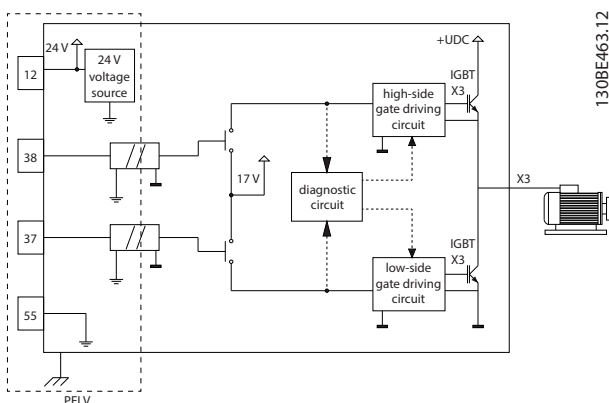 130BE463.12
+UDC
24 V
12
24 V
voltage
source
IGBT
X3
high-side
gate driving
circuit
38
17 V
diagnostic
circuit
X3
37
IGBT
X3
low-side
gate driving
circuit
55
PELV